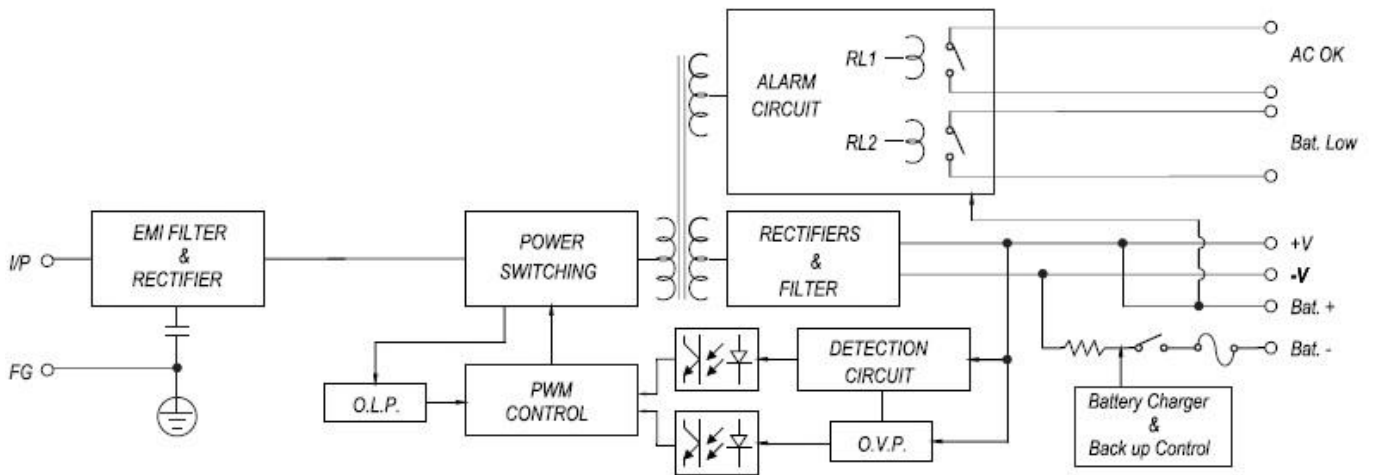 RL1
AC OK
ALARM
CIRCUIT
RL2
Bat. Low
EMI FILTER
&
RECTIFIER
POWER
SWITCHING
RECTIFIERS
&
FILTER
+V
I/P
-V
Bat. +
Bat. -
FG
O.L.P.
PWM
CONTROL
DETECTION
CIRCUIT
O.V.P.
Battery Charger
&
Back up Control